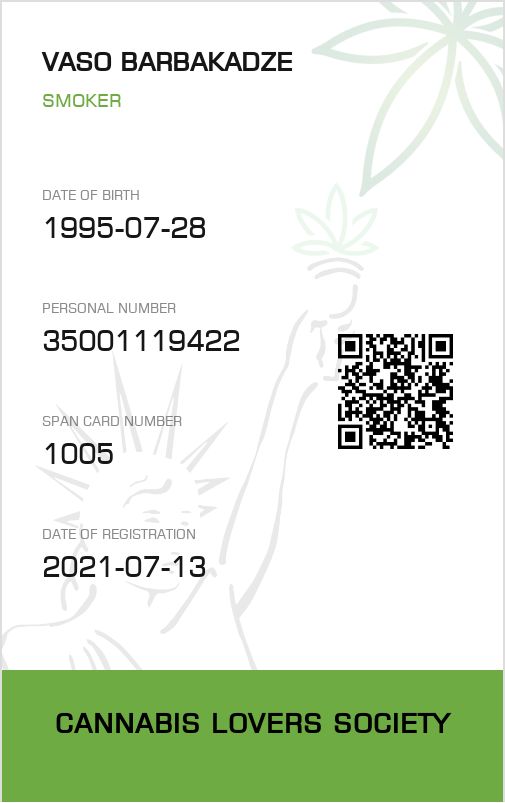 VASO BARBAKADZE
SMOKER
DATE OF BIRTH
1995-07-28
PERSONAL NUMBER
35001119422
SPAN CARD NUMBER
1005
DATE OF REGISTRATION
2021-07-13
CANNABIS LOVERS SOCIETY